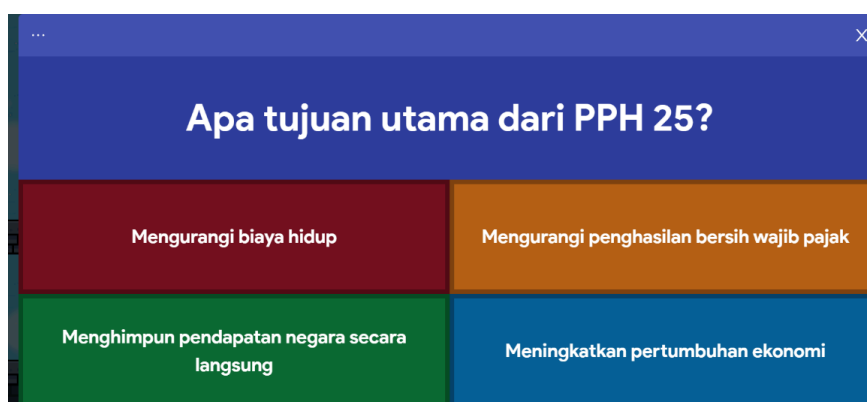 ...
X
Apa tujuan utama dari PPH 25?
Mengurangi biaya hidup
Mengurangi penghasilan bersih wajib pajak
Menghimpun pendapatan negara secara
langsung
Meningkatkan pertumbuhan ekonomi